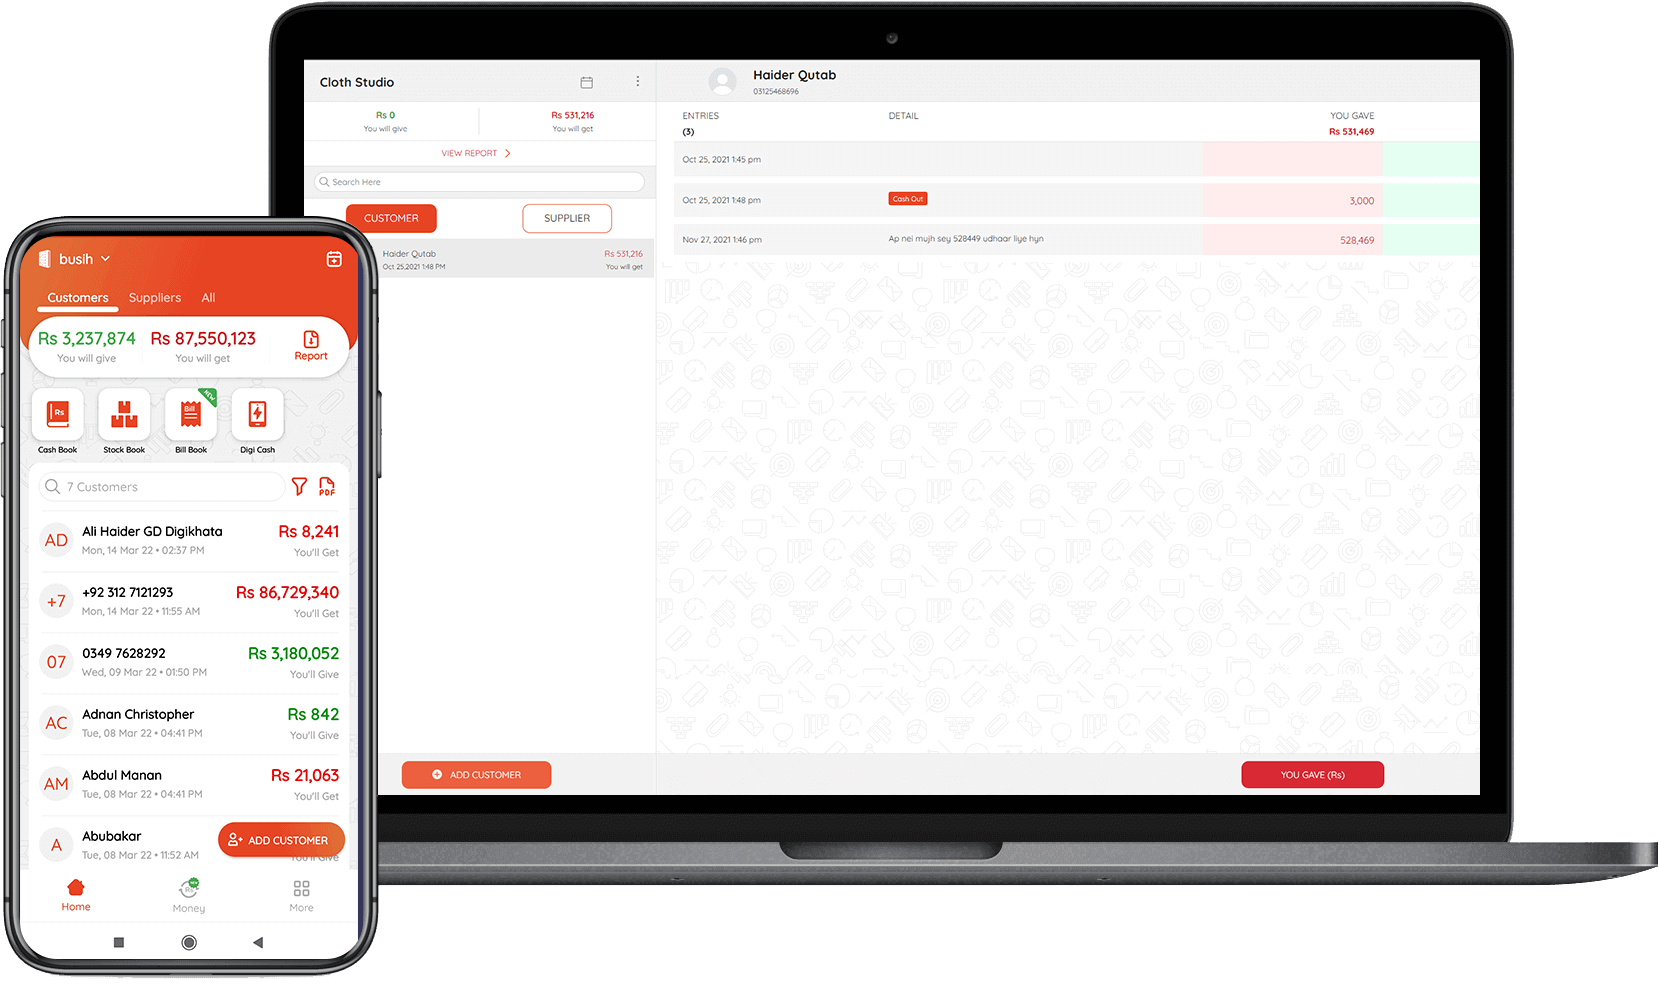 Cloth Studio
Rs 0
You will give
Rs 531,216
You will get
VIEW REPORT
Search Here
CUSTOMER
SUPPLIER
Haider Qutab
Rs 531,216
Oct 25,2021 1:48 PM
You will get
ADD CUSTOMER
Haider Qutab
03125468696
ENTRIES
DETAIL
YOU GAVE
(3)
Rs 531,469
Oct 25, 2021 1:45 pm
Oct 25, 2021 1:48 pm
Cash Out
3,000
Nov 27, 2021 1:46 pm
Ap nei mujh sey 528449 udhaar liye hyn
528,469
YOU GAVE (Rs)
busih
Customers
Suppliers
All
Rs 3,237,874
Rs 87,550,123
You will give
You will get
Report
Rs
Bill
NEW
Cash Book
Stock Book
Bill Book
Digi Cash
7 Customers
PDF
AD
Ali Haider GD Digikhata
Rs 8,241
Mon, 14 Mar 22 • 02:37 PM
You'll Get
+7
+92 312 7121293
Rs 86,729,340
Mon, 14 Mar 22 • 11:55 AM
You'll Get
07
0349 7628292
Rs 3,180,052
Wed, 09 Mar 22 • 01:50 PM
You'll Give
AC
Adnan Christopher
Rs 842
Tue, 08 Mar 22 • 04:41 PM
You'll Give
AM
Abdul Manan
Rs 21,063
Tue, 08 Mar 22 • 04:41 PM
You'll Get
A
Abubakar
ADD CUSTOMER
Tue, 08 Mar 22 • 11:52 AM
You'll Give
Home
Money
More